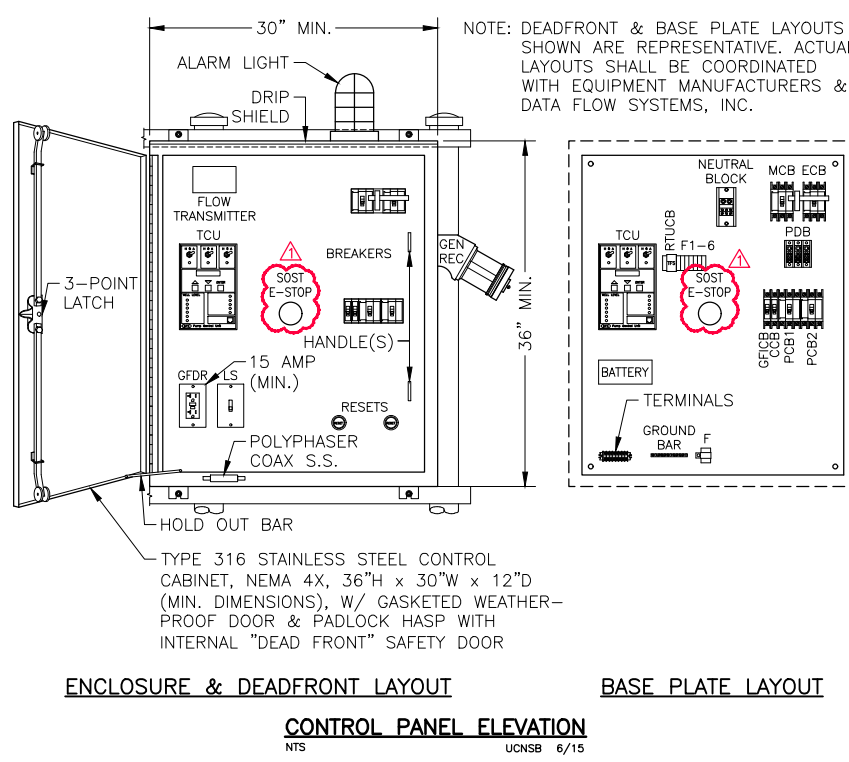 30" MIN.
NOTE: DEADFRONT & BASE PLATE LAYOUTS
SHOWN ARE REPRESENTATIVE. ACTUAL
LAYOUTS SHALL BE COORDINATED
WITH EQUIPMENT MANUFACTURERS &
DATA FLOW SYSTEMS, INC.
ALARM LIGHT
DRIP
SHIELD
FLOW
TRANSMITTER
TCU
1
BREAKERS
SOST
E-STOP
GEN
REC
3-POINT
LATCH
HANDLE(S)
36" MIN.
15 AMP
(MIN.)
GFDR
LS
RESETS
POLYPHASER
COAX S.S.
HOLD OUT BAR
TYPE 316 STAINLESS STEEL CONTROL
CABINET, NEMA 4X, 36"H x 30"W x 12"D
(MIN. DIMENSIONS), W/ GASKETED WEATHER-
PROOF DOOR & PADLOCK HASP WITH
INTERNAL "DEAD FRONT" SAFETY DOOR
ENCLOSURE & DEADFRONT LAYOUT
NEUTRAL
BLOCK
MCB ECB
TCU
RTUCB
F1-6
1
PDB
SOST
E-STOP
GFICB
CCB
PCB1
PCB2
BATTERY
TERMINALS
GROUND
BAR
F
BASE PLATE LAYOUT
CONTROL PANEL ELEVATION
NTS
UCNSB 6/15